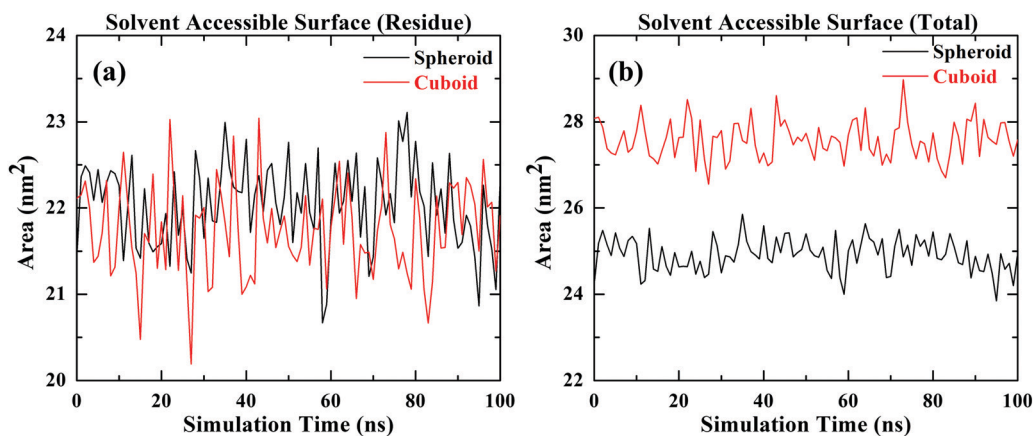 Solvent Accessible Surface (Residue)
24
(a)
Spheroid
Cuboid
23
22
21
20
Area (nm2)
0 20 40 60 80 100
Simulation Time (ns)
Solvent Accessible Surface (Total)
30
(b)
Spheroid
Cuboid
28
26
24
22
Area (nm2)
0 20 40 60 80 100
Simulation Time (ns)